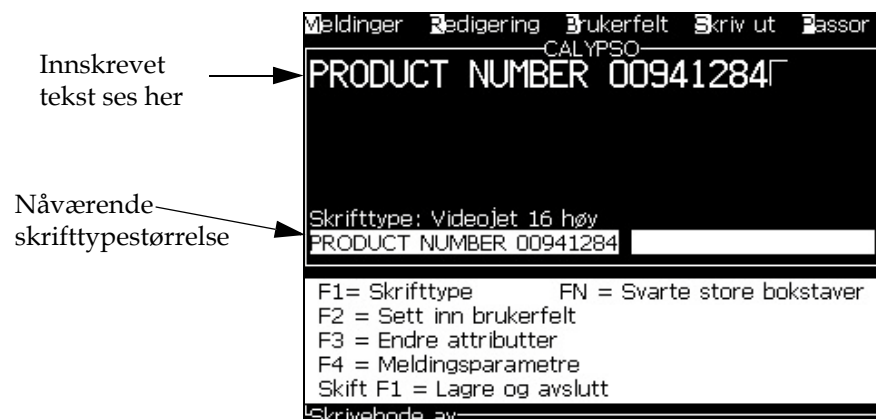 Meldinger Redigering Brukerfelt Skriv ut Passor
CALYPSO
Innskrevet
tekst ses her
PRODUCT NUMBER 00941284
Nåværende
skrifttypestørrelse
Skrifttype: Videojet 16 høy
PRODUCT NUMBER 00941284
F1= Skrifttype FN = Svarte store bokstaver
F2 = Sett inn brukerfelt
F3 = Endre attributter
F4 = Meldingsparametre
Skift F1 = Lagre og avslutt
Skrivehode av